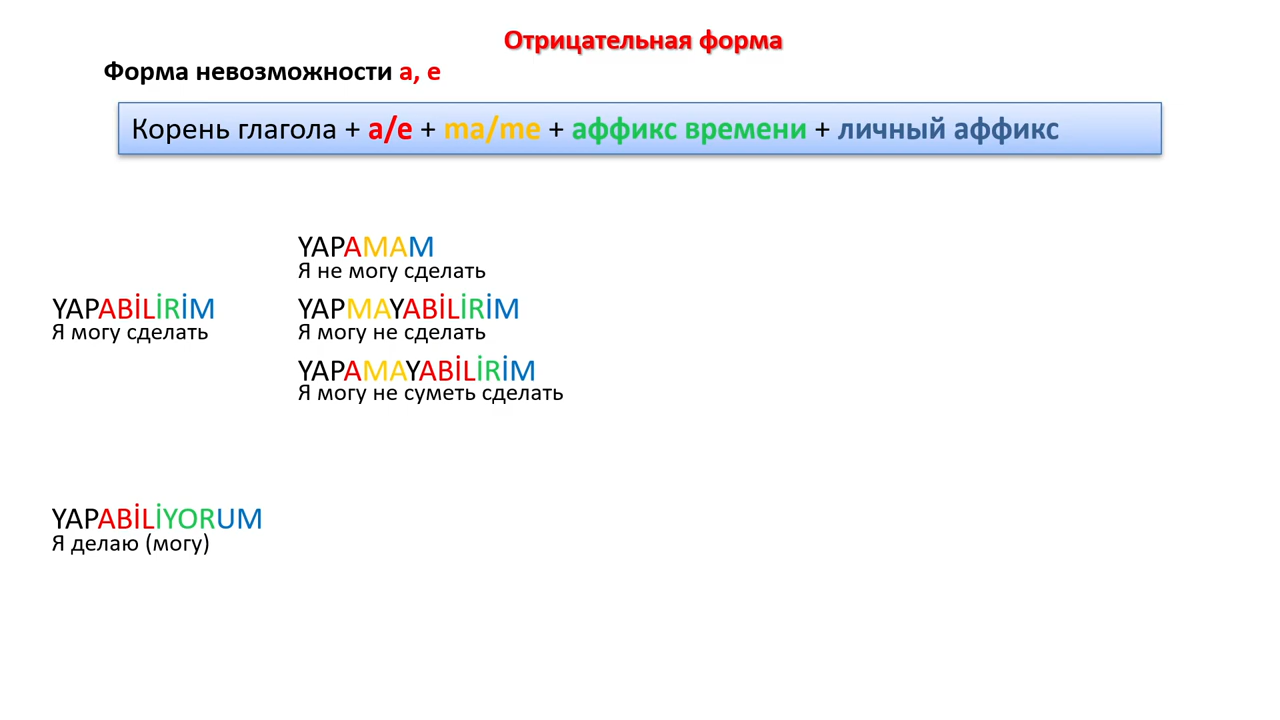 Отрицательная форма
Форма невозможности a, e
Корень глагола + a/e + ma/me + аффикс времени + личный аффикс
YAPAMAM
Я не могу сделать
YAPABİLİRİM
Я могу сделать
YAPMAYABİLİRİM
Я могу не сделать
YAPAMAYABİLİRİM
Я могу не суметь сделать
YAPABİLİYORUM
Я делаю (могу)